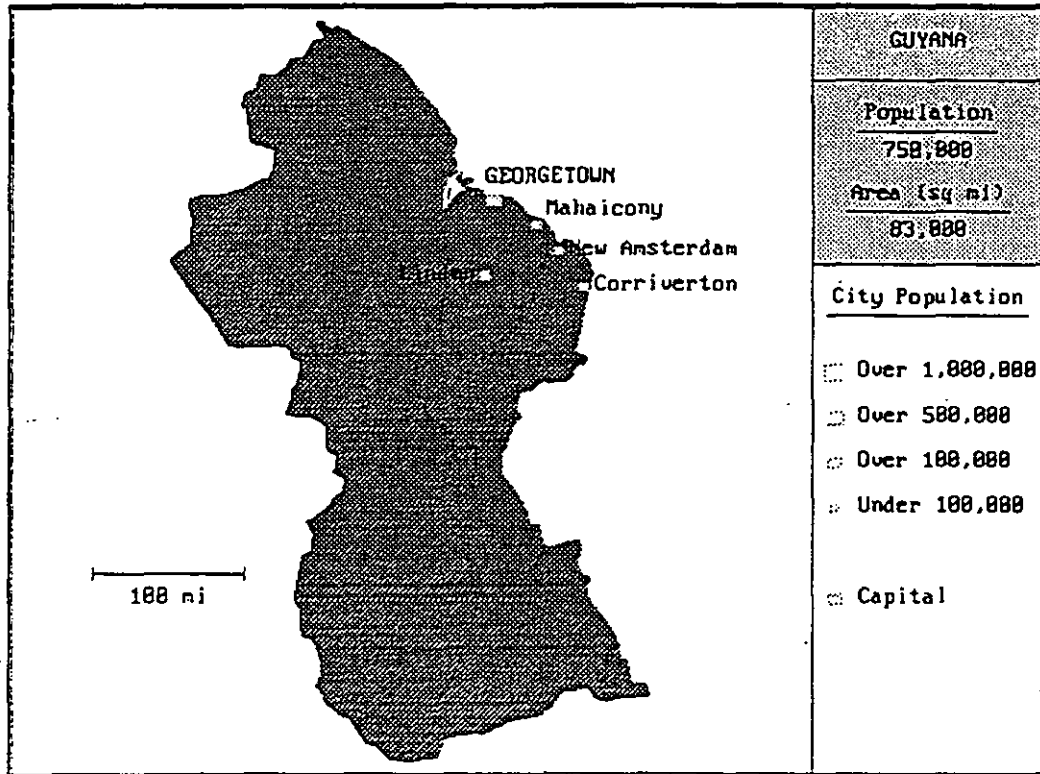 GUYANA
Population
750,000
Area (sq mi)
83,000
GEORGETOWN
Mahaicony
New Amsterdam
Linden
Corriverton
City Population
Over 1,000,000
Over 500,000
Over 100,000
Under 100,000
Capital
100 mi